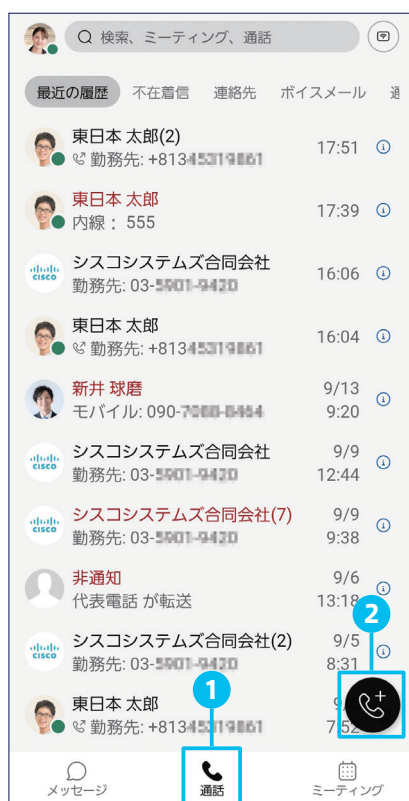 検索、ミーティング、通話
最近の履歴 不在着信 連絡先 ボイスメール 通
東日本 太郎(2) 17:51
勤務先: +813
東日本 太郎 17:39
内線： 555
シスコシステムズ合同会社 16:06
CISCO
勤務先: 03-
東日本 太郎 16:04
勤務先: +813
新井 球磨 9/13
モバイル: 090- 9:20
シスコシステムズ合同会社 9/9
CISCO
勤務先: 03- 12:44
シスコシステムズ合同会社(7) 9/9
CISCO
勤務先: 03- 9:38
非通知 9/6
代表電話 が転送 13:18
2
シスコシステムズ合同会社(2) 9/5
CISCO
勤務先: 03- 8:31
1
東日本 太郎
勤務先: +813 7:52
メッセージ 通話 ミーティング